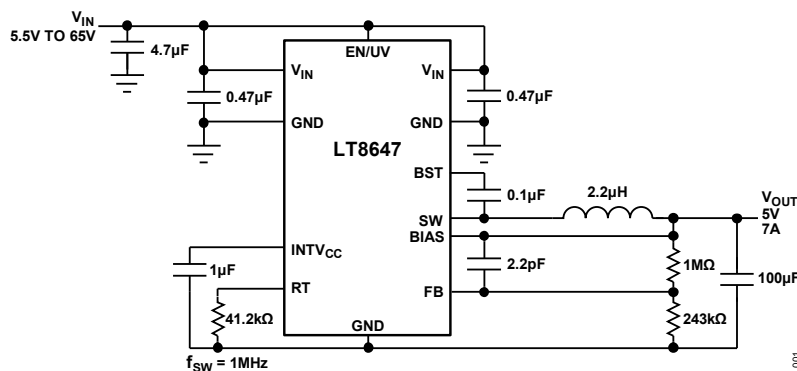 VIN
5.5V TO 65V
4.7µF
EN/UV
VIN
VIN
0.47µF
0.47µF
GND
GND
LT8647
BST
0.1µF
2.2µH
SW
BIAS
VOUT
5V
7A
INTVCC
1µF
2.2pF
1MΩ
100µF
RT
FB
41.2kΩ
243kΩ
GND
fSW = 1MHz
001